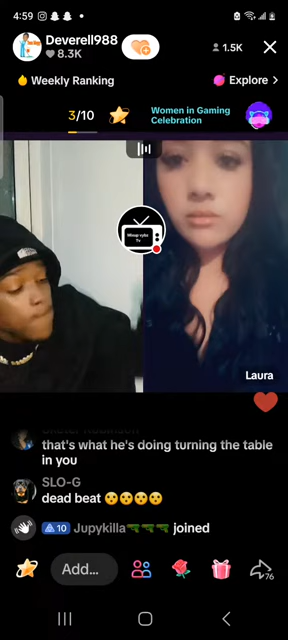 4:59
Deverell988
8.3K
1.5K
Weekly Ranking
Explore >
3/10
Women in Gaming
Celebration
Tv
Laura
that's what he's doing turning the table
in you
SLO-G
dead beat 😮😮😮😮
10 Jupykilla🔫🔫🔫 joined
Add...
76